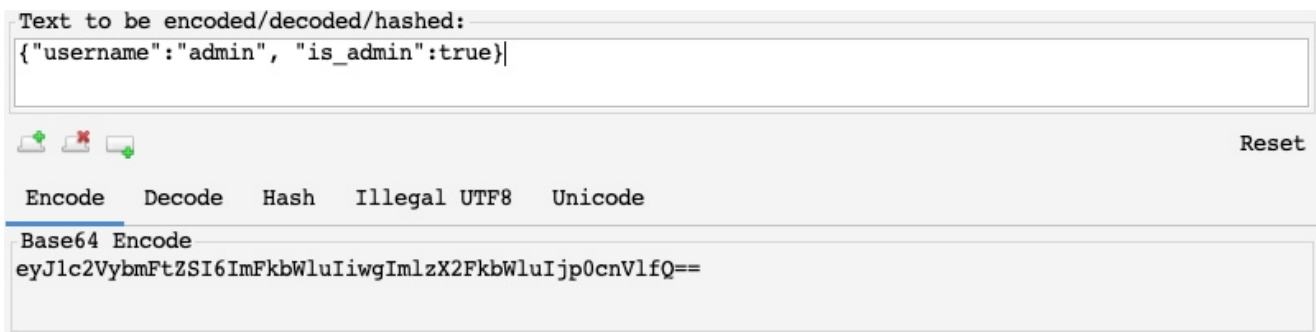 Text to be encoded/decoded/hashed:
{"username":"admin", "is_admin":true}
Reset
Encode Decode Hash Illegal UTF8 Unicode
Base64 Encode
eyJ1c2VybmFtZSI6ImFkbWluIiwgImlzX2FkbWluIjp0cnVlfQ==